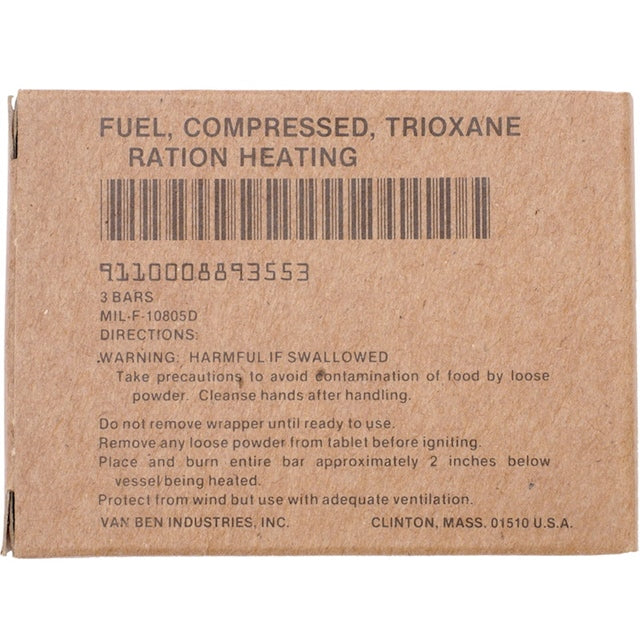 FUEL, COMPRESSED, TRIOXANE
RATION HEATING
9110008893553
3 BARS
MIL-F-10805D
DIRECTIONS:
WARNING: HARMFUL IF SWALLOWED
Take precautions to avoid contamination of food by loose
powder. Cleanse hands after handling.
Do not remove wrapper until ready to use.
Remove any loose powder from tablet before igniting.
Place and burn entire bar approximately 2 inches below
vessel being heated.
Protect from wind but use with adequate ventilation.
VAN BEN INDUSTRIES, INC. CLINTON, MASS. 01510 U.S.A.